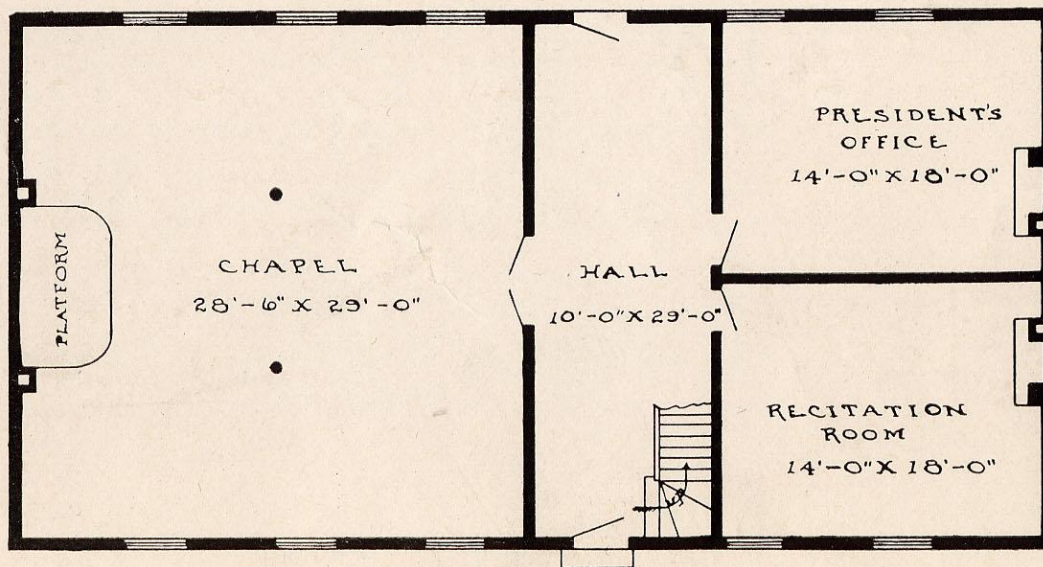 PLATFORM
CHAPEL
28'-6" X 29'-0"
HALL
10'-0" X 29'-0"
PRESIDENT'S
OFFICE
14'-0" X 18'-0"
RECITATION
ROOM
14'-0" X 18'-0"
UP